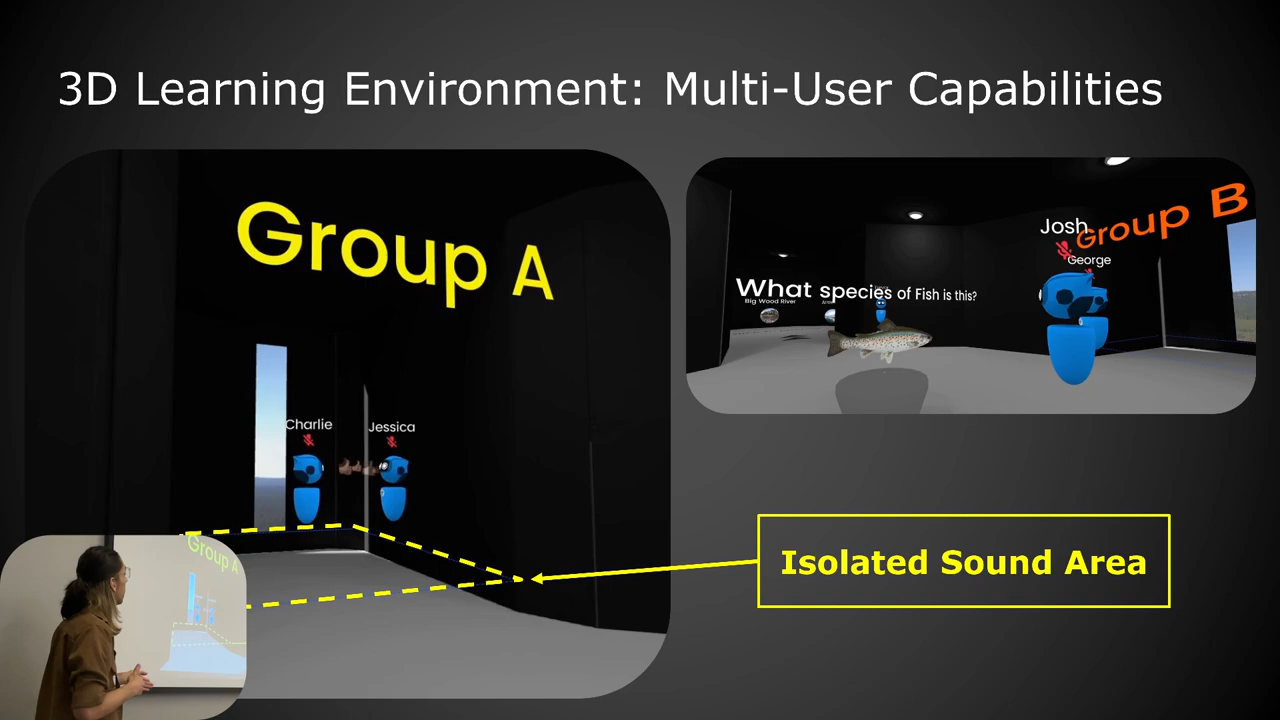 3D Learning Environment: Multi-User Capabilities
Group A
Charlie
Jessica
Group B
Josh
George
What species of Fish is this?
Big Wood River
Isolated Sound Area
Group A